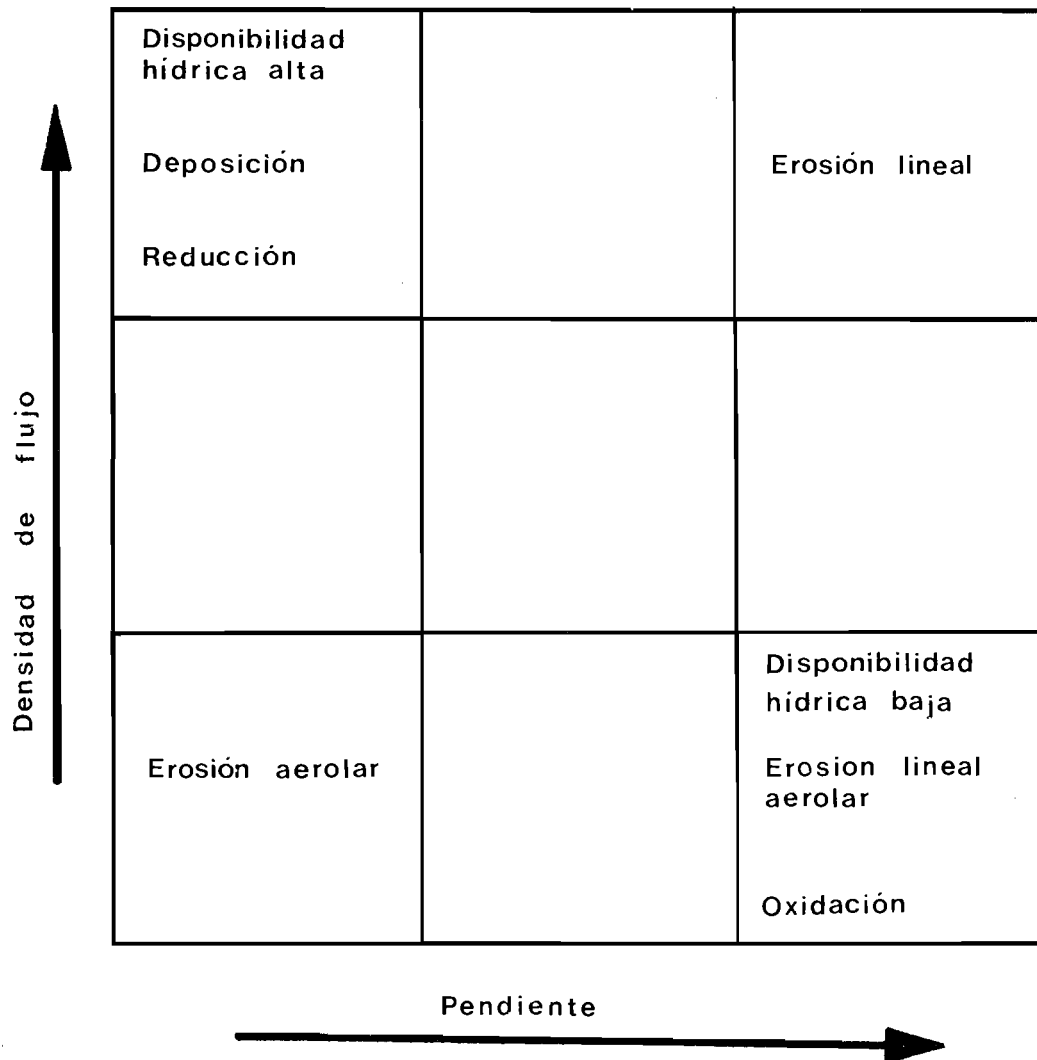 Disponibilidad
hídrica alta
Deposición
Reducción
Erosión lineal
Densidad de flujo
Erosión aerolar
Disponibilidad
hídrica baja
Erosion lineal
aerolar
Oxidación
Pendiente